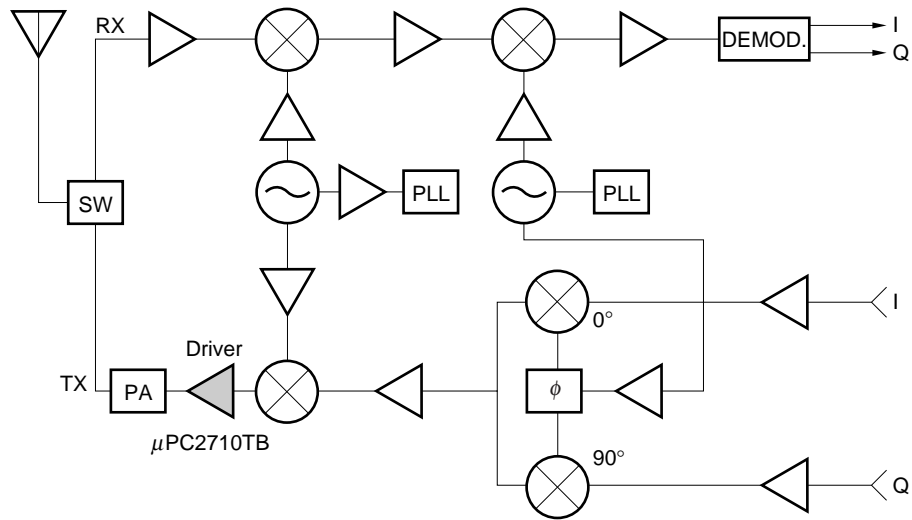 RX
I
DEMOD.
Q
SW
PLL
PLL
I
0°
Driver
TX
PA
ϕ
μPC2710TB
90°
Q